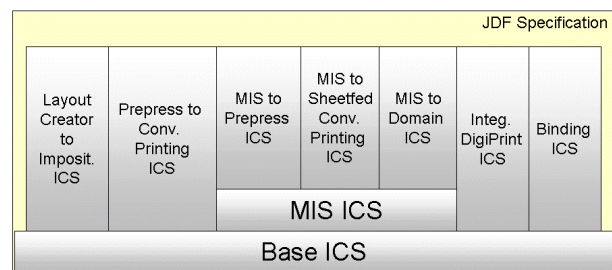 JDF Specification
Layout
Creator
to
Imposit.
ICS
Prepress to
Conv.
Printing
ICS
MIS to
Prepress
ICS
MIS to
Sheetfed
Conv.
Printing
ICS
MIS to
Domain
ICS
Integ.
DigiPrint
ICS
Binding
ICS
MIS ICS
Base ICS